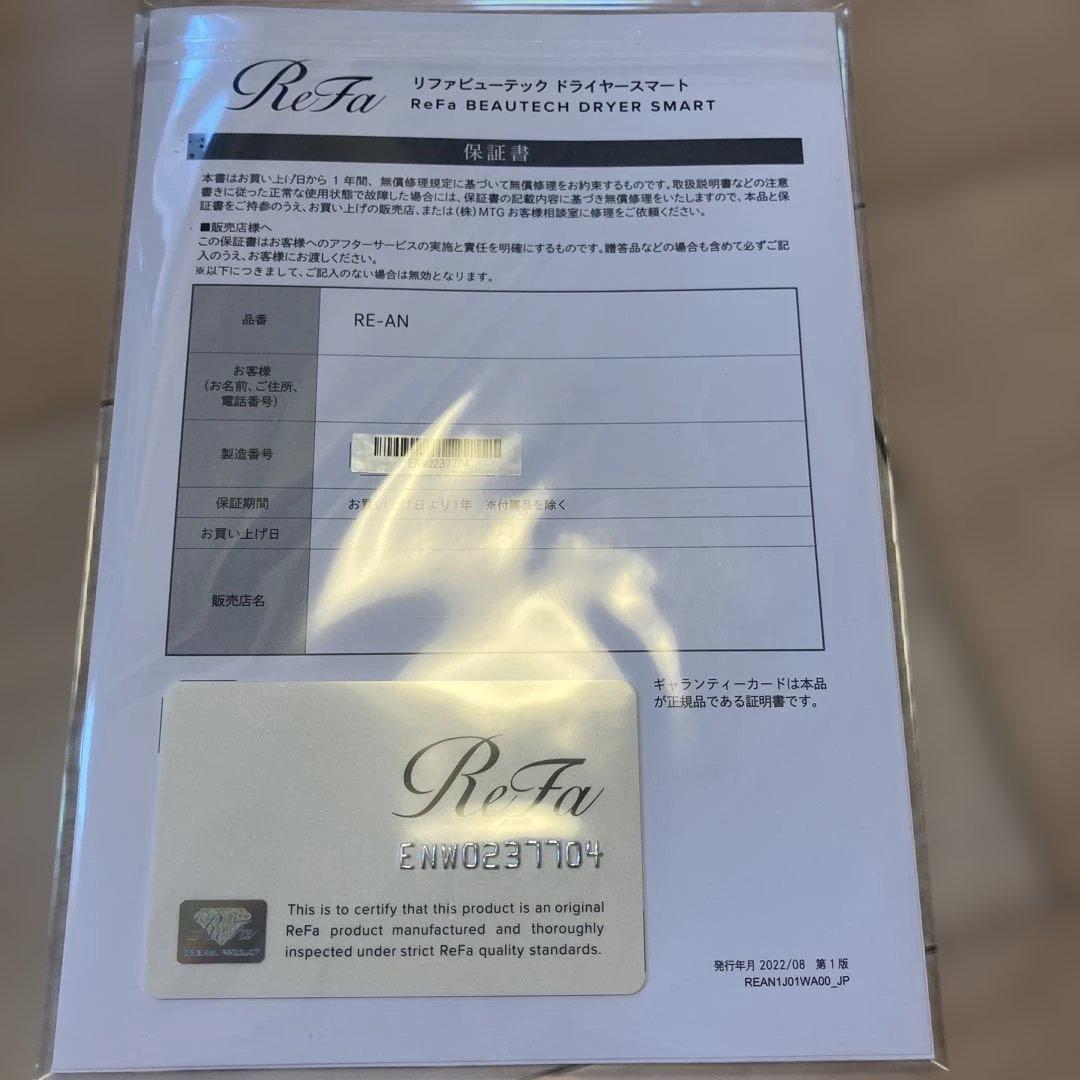 ReFa
リファビューテック ドライヤースマート
ReFa BEAUTECH DRYER SMART
保証書
本書はお買い上げ日から 1 年間、無償修理規定に基づいて無償修理をお約束するものです。取扱説明書などの注意
書きに従った正常な使用状態で故障した場合には、保証書の記載内容に基づき無償修理をいたしますので、本品と保
証書をご持参のうえ、お買い上げの販売店、または（株）MTG お客様相談室に修理をご依頼ください。
■販売店様へ
この保証書はお客様へのアフターサービスの実施と責任を明確にするものです。贈答品などの場合も含めて必ずご記
入のうえ、お客様にお渡しください。
※以下につきまして、ご記入のない場合は無効となります。
品番
RE-AN
お客様
（お名前、ご住所、
電話番号）
製造番号
ENW0237704
保証期間
お買い上げ日より1年 ※付属品を除く
お買い上げ日
販売店名
ギャランティーカードは本品
が正規品である証明書です。
ReFa
ENW0237704
This is to certify that this product is an original
ReFa product manufactured and thoroughly
inspected under strict ReFa quality standards.
発行年月 2022/08 第 1 版
REAN1J01WA00_JP